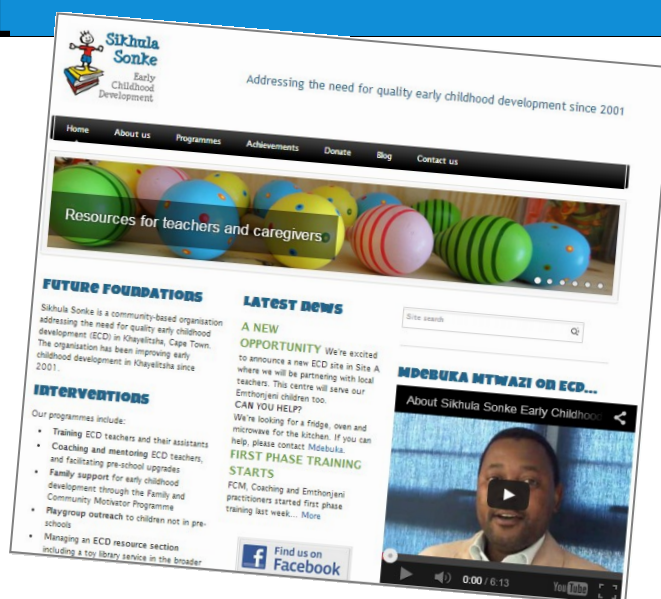 Sikhula
Sonke
Early
Childhood
Development
Addressing the need for quality early childhood development since 2001
Home About us Programmes Achievements Donate Blog Contact us
Resources for teachers and caregivers
FUTURE FOUNDATIONS
Sikhula Sonke is a community-based organisation
addressing the need for quality early childhood
development (ECD) in Khayelitsha, Cape Town.
The organisation has been improving early
childhood development in Khayelitsha since
2001.
INTERVENTIONS
Our programmes include:
• Training ECD teachers and their assistants
• Coaching and mentoring ECD teachers,
and facilitating pre-school upgrades
• Family support for early childhood
development through the Family and
Community Motivator Programme
• Playgroup outreach to children not in pre-
schools
• Managing an ECD resource section
including a toy library service in the broader
LATEST NEWS
A NEW
OPPORTUNITY We're excited
to announce a new ECD site in Site A
where we will be partnering with local
teachers. This centre will serve our
Emthonjeni children too.
CAN YOU HELP?
We're looking for a fridge, oven and
microwave for the kitchen. If you can
help, please contact Mdebuka.
FIRST PHASE TRAINING
STARTS
FCM, Coaching and Emthonjeni
practitioners started first phase
training last week... More
Find us on
Facebook
Site search
MDEBUKA MTWAZI ON ECD...
About Sikhula Sonke Early Childhoo
0:00 / 6:13
YouTube